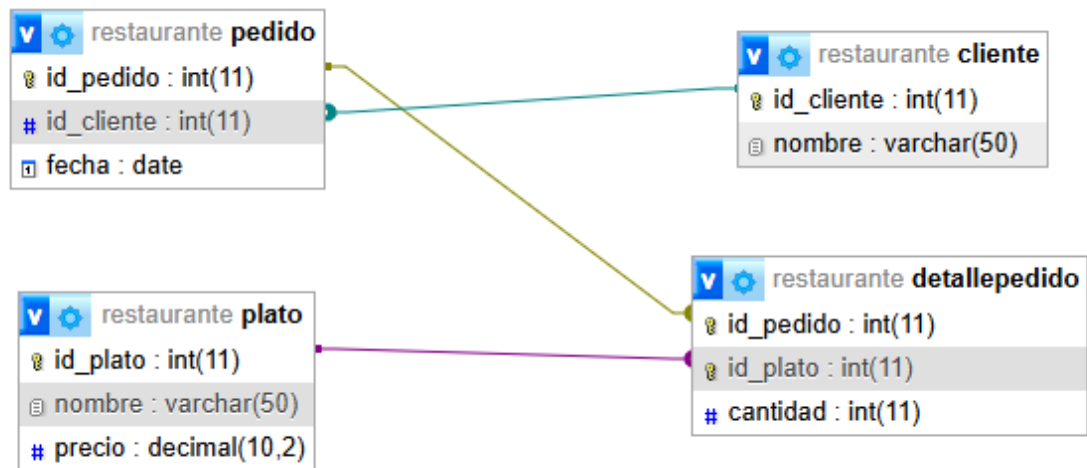 restaurante pedido
id_pedido : int(11)
# id_cliente : int(11)
fecha : date
restaurante cliente
id_cliente : int(11)
nombre : varchar(50)
restaurante plato
id_plato : int(11)
nombre : varchar(50)
# precio : decimal(10,2)
restaurante detallepedido
id_pedido : int(11)
id_plato : int(11)
# cantidad : int(11)